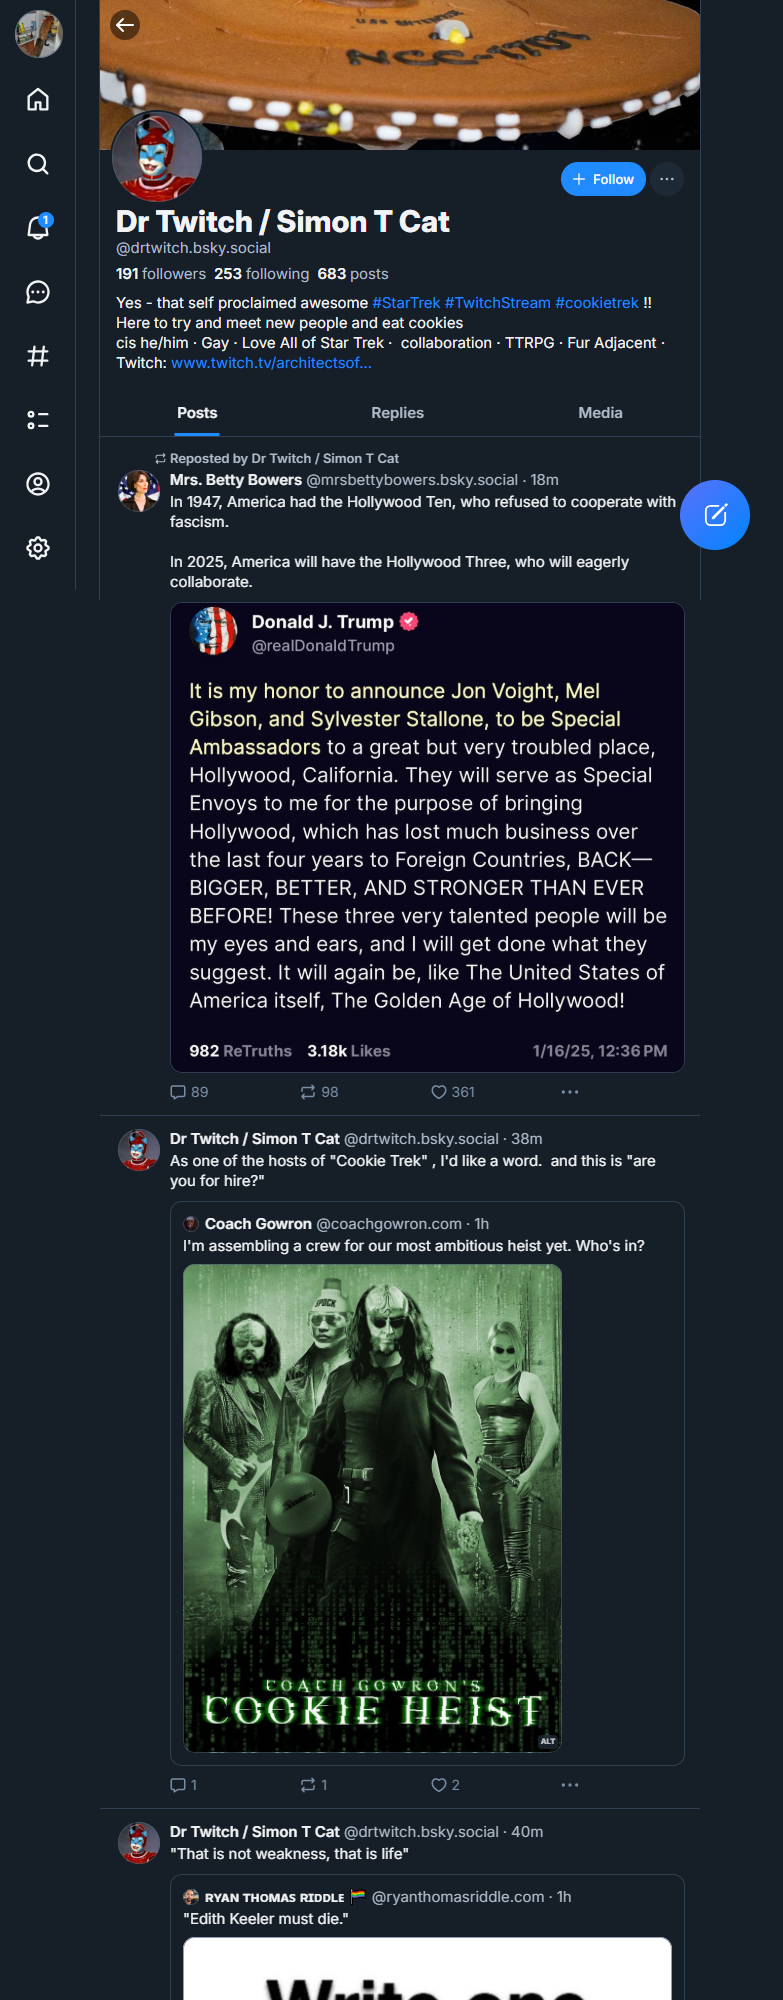 USS ENTERPRISE
NCC-1701
Dr Twitch / Simon T Cat
@drtwitch.bsky.social
191 followers 253 following 683 posts
Yes - that self proclaimed awesome #StarTrek #TwitchStream #cookietrek !!
Here to try and meet new people and eat cookies
cis he/him · Gay · Love All of Star Trek · collaboration · TTRPG · Fur Adjacent ·
Twitch: www.twitch.tv/architectsof...
+ Follow
1
Posts Replies Media
Reposted by Dr Twitch / Simon T Cat
Mrs. Betty Bowers @mrsbettybowers.bsky.social · 18m
In 1947, America had the Hollywood Ten, who refused to cooperate with
fascism.
In 2025, America will have the Hollywood Three, who will eagerly
collaborate.
Donald J. Trump
@realDonaldTrump
It is my honor to announce Jon Voight, Mel
Gibson, and Sylvester Stallone, to be Special
Ambassadors to a great but very troubled place,
Hollywood, California. They will serve as Special
Envoys to me for the purpose of bringing
Hollywood, which has lost much business over
the last four years to Foreign Countries, BACK—
BIGGER, BETTER, AND STRONGER THAN EVER
BEFORE! These three very talented people will be
my eyes and ears, and I will get done what they
suggest. It will again be, like The United States of
America itself, The Golden Age of Hollywood!
982 ReTruths 3.18k Likes 1/16/25, 12:36 PM
89 98 361
Dr Twitch / Simon T Cat @drtwitch.bsky.social · 38m
As one of the hosts of "Cookie Trek" , I'd like a word. and this is "are
you for hire?"
Coach Gowron @coachgowron.com · 1h
I'm assembling a crew for our most ambitious heist yet. Who's in?
SPOCK
COACH GOWRON'S
COOKIE HEIST
ALT
1 1 2
Dr Twitch / Simon T Cat @drtwitch.bsky.social · 40m
"That is not weakness, that is life"
RYAN THOMAS RIDDLE 🏳️‍🌈 @ryanthomasriddle.com · 1h
"Edith Keeler must die."
Write one